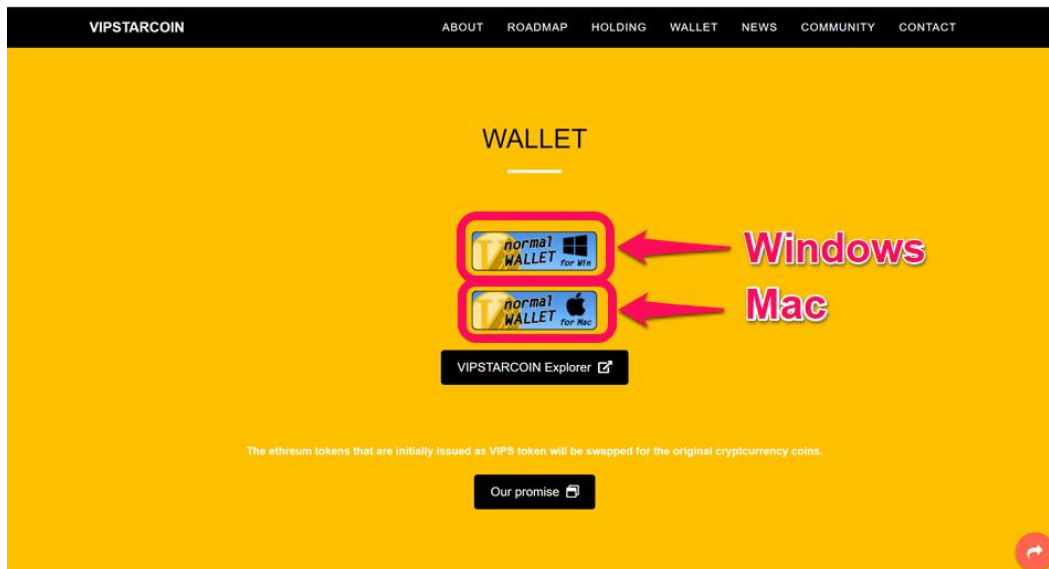 VIPSTARCOIN ABOUT ROADMAP HOLDING WALLET NEWS COMMUNITY CONTACT
WALLET
normal
WALLET for Win
Windows
normal
WALLET for Mac
Mac
VIPSTARCOIN Explorer
The ethreum tokens that are initially issued as VIPS token will be swapped for the original cryptcurrency coins.
Our promise